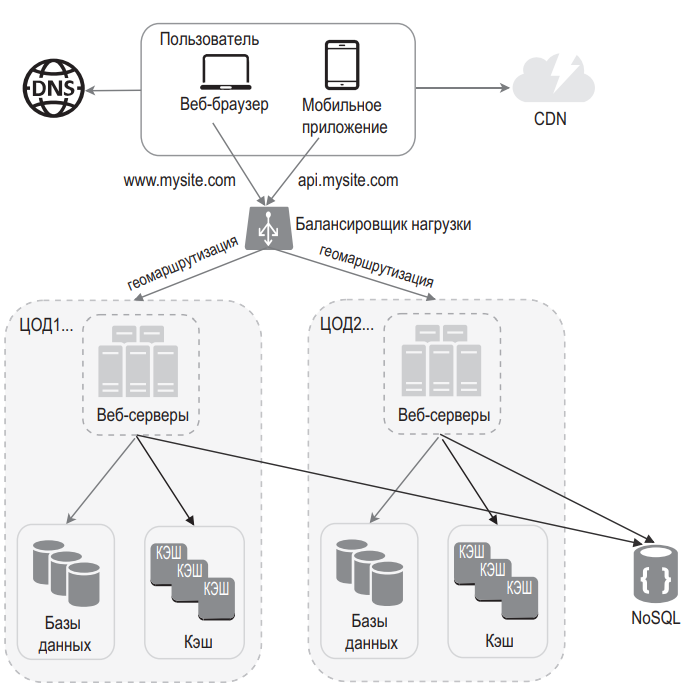 Пользователь
DNS
Веб-браузер
Мобильное
приложение
CDN
www.mysite.com
api.mysite.com
Балансировщик нагрузки
геомаршрутизация
геомаршрутизация
ЦОД1...
ЦОД2...
Веб-серверы
Веб-серверы
КЭШ
КЭШ
КЭШ
Базы
данных
Кэш
КЭШ
КЭШ
КЭШ
Базы
данных
Кэш
{ }
NoSQL